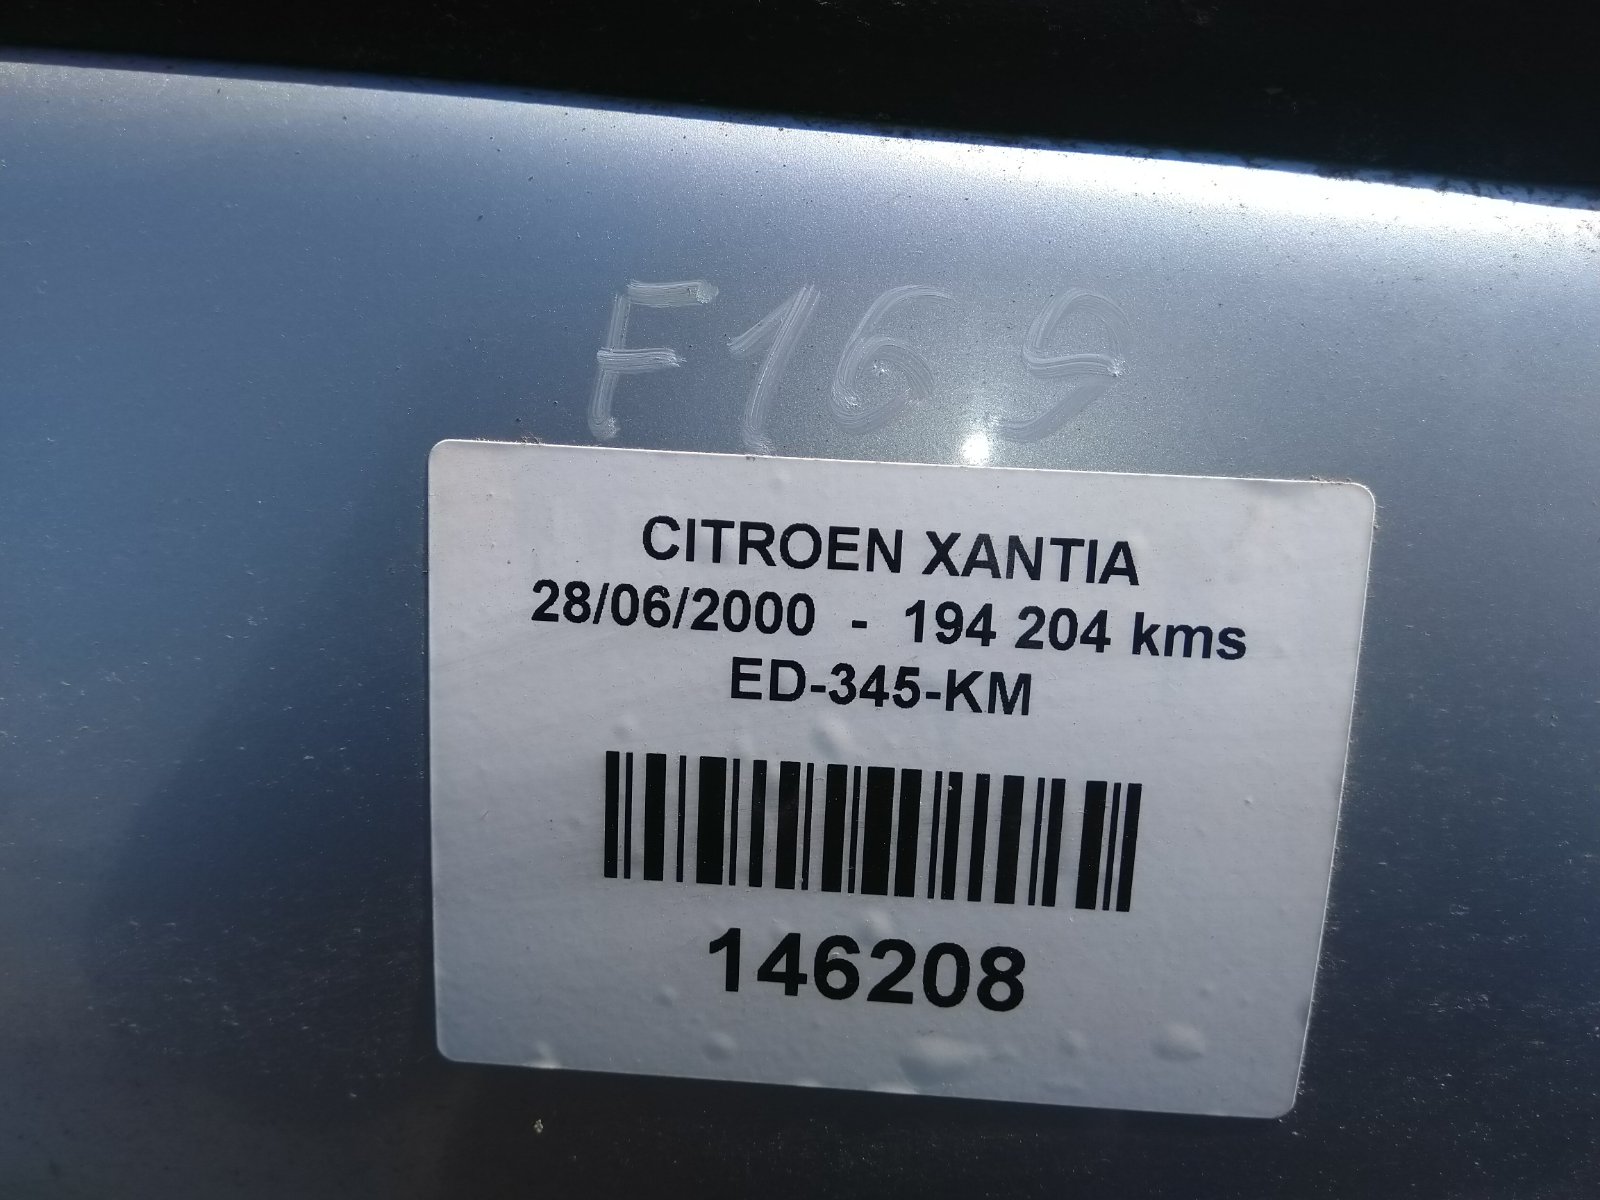 F169
CITROEN XANTIA
28/06/2000 - 194 204 kms
ED-345-KM
146208